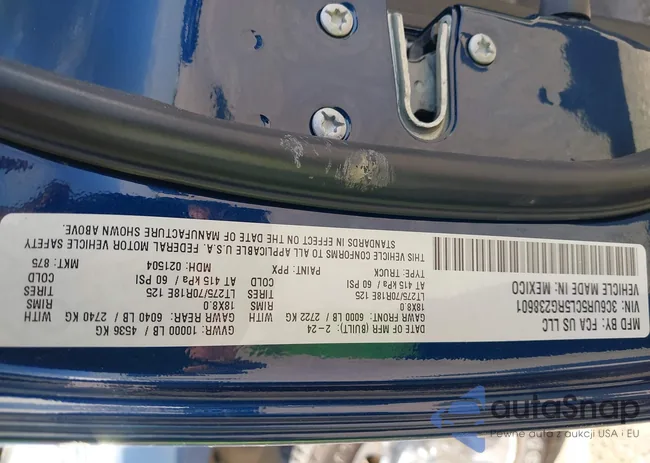 MFD BY: FCA US LLC
DATE OF MFR (BUILT): 2-24
GVWR: 10000 LB / 4536 KG
GAWR FRONT: 6000 LB / 2722 KG
GAWR REAR: 6040 LB / 2740 KG
WITH
18X8.0
RIMS
18X8.0
RIMS
LT275/70R18E 125
LT275/70R18E 125
AT 415 kPa / 60 PSI
COLD
AT 415 kPa / 60 PSI
COLD
VIN: 3C6UR5CL5RG238601
TYPE: TRUCK
PAINT: PPX
MDH: 021504
MKT: 875
VEHICLE MADE IN: MEXICO
THIS VEHICLE CONFORMS TO ALL APPLICABLE U.S.A. FEDERAL MOTOR VEHICLE SAFETY
STANDARDS IN EFFECT ON THE DATE OF MANUFACTURE SHOWN ABOVE.
autoSnap
Pewne auta z aukcji USA i EU